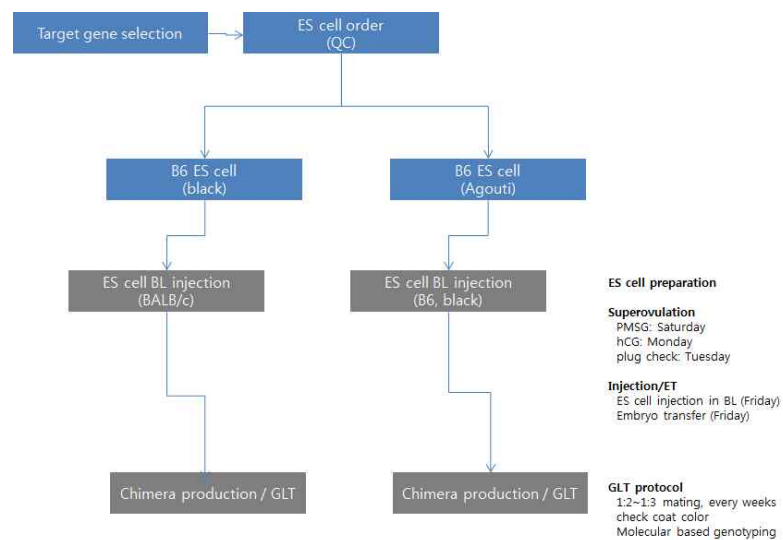 Target gene selection
ES cell order
(QC)
B6 ES cell
(black)
B6 ES cell
(Agouti)
ES cell BL injection
(BALB/c)
ES cell BL injection
(B6, black)
ES cell preparation
Superovulation
PMSG: Saturday
hCG: Monday
plug check: Tuesday
Injection/ET
ES cell injection in BL (Friday)
Embryo transfer (Friday)
Chimera production / GLT
Chimera production / GLT
GLT protocol
1:2~1:3 mating, every weeks
check coat color
Molecular based genotyping